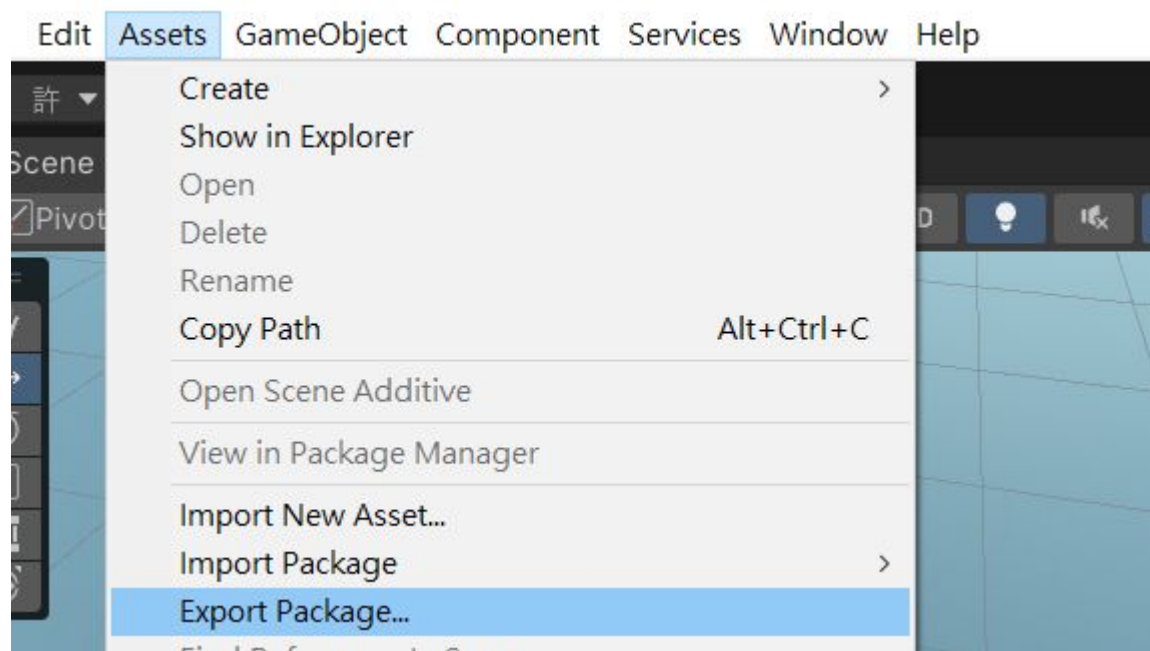 Edit Assets GameObject Component Services Window Help
許
Create
Show in Explorer
Scene
Open
Pivot
D
Delete
Rename
Copy Path Alt+Ctrl+C
Open Scene Additive
View in Package Manager
Import New Asset...
Import Package
Export Package...